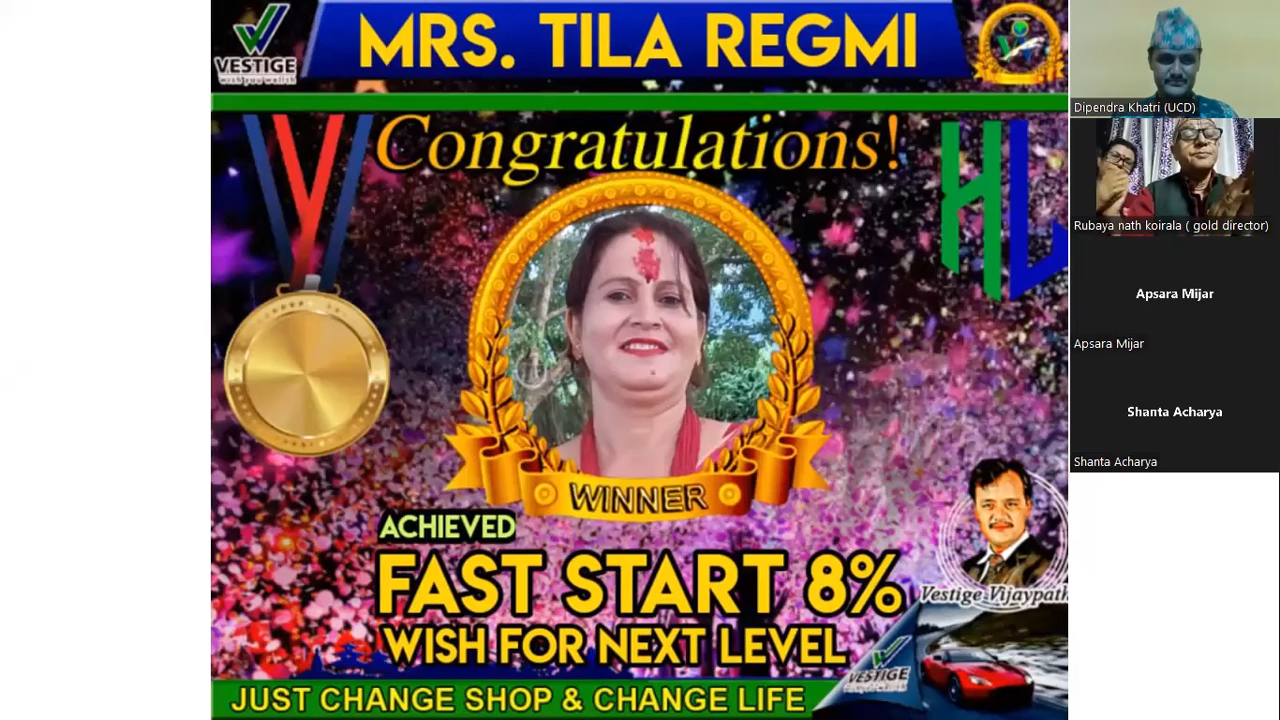 MRS. TILA REGMI
VESTIGE
Congratulations!
HL
WINNER
ACHIEVED
FAST START 8%
WISH FOR NEXT LEVEL
Vestige Vijaypath
VESTIGE
JUST CHANGE SHOP & CHANGE LIFE
Dipendra Khatri (UCD)
Rubaya nath koirala ( gold director)
Apsara Mijar
Apsara Mijar
Shanta Acharya
Shanta Acharya